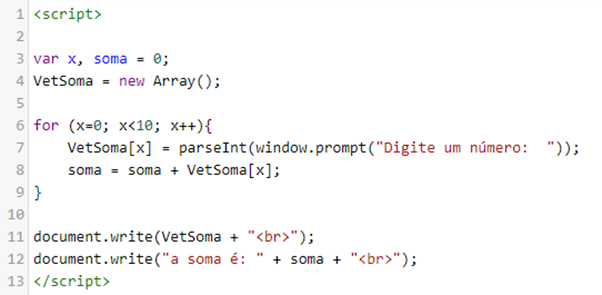 1 <script>
2
3 var x, soma = 0;
4 VetSoma = new Array();
5
6 for (x=0; x<10; x++){
7     VetSoma[x] = parseInt(window.prompt("Digite um número:  "));
8     soma = soma + VetSoma[x];
9 }
10
11 document.write(VetSoma + "<br>");
12 document.write("a soma é: " + soma + "<br>");
13 </script>